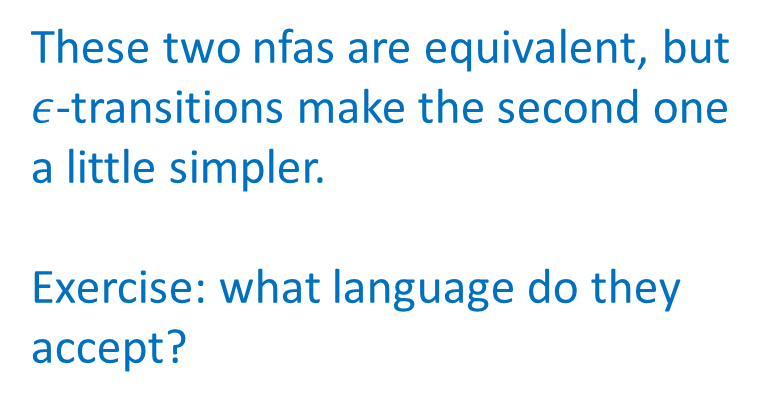 These two nfas are equivalent, but
ϵ-transitions make the second one
a little simpler.
Exercise: what language do they
accept?